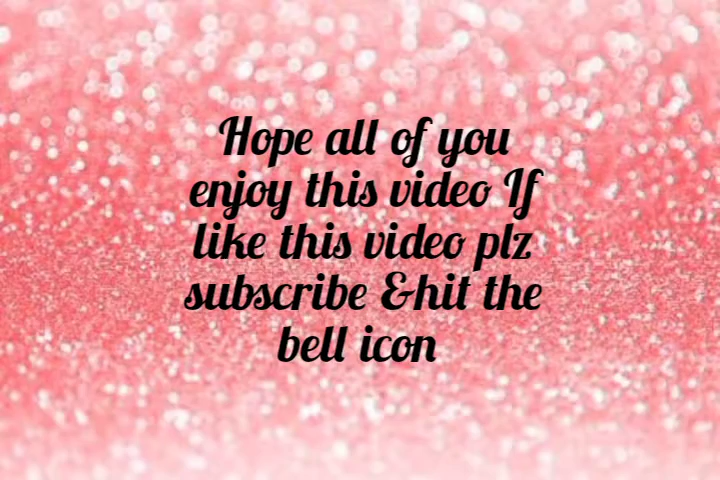 Hope all of you
enjoy this video If
like this video plz
subscribe &hit the
bell icon